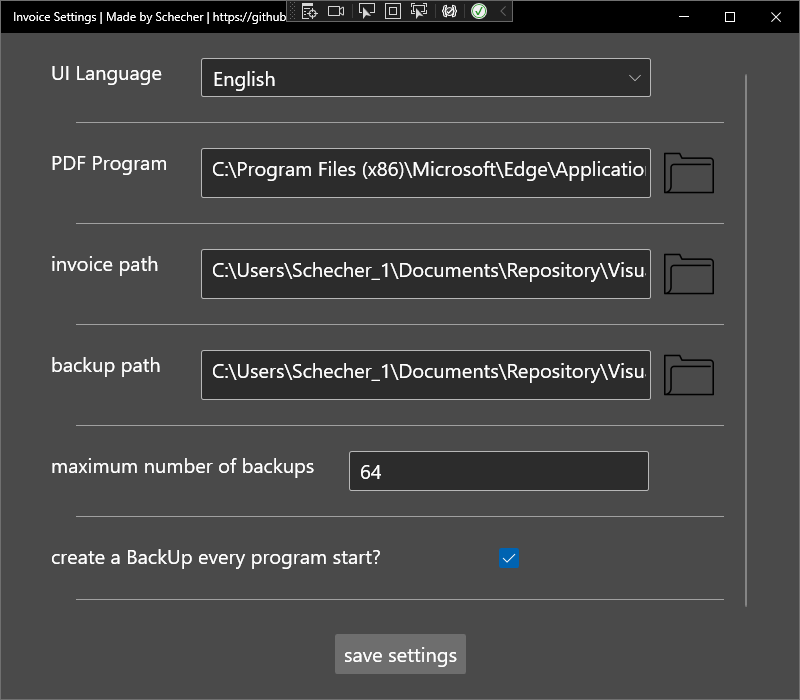 Invoice Settings | Made by Schecher | https://github
UI Language
English
PDF Program
C:\Program Files (x86)\Microsoft\Edge\Applicatio
invoice path
C:\Users\Schecher_1\Documents\Repository\Visu
backup path
C:\Users\Schecher_1\Documents\Repository\Visu
maximum number of backups
64
create a BackUp every program start?
save settings